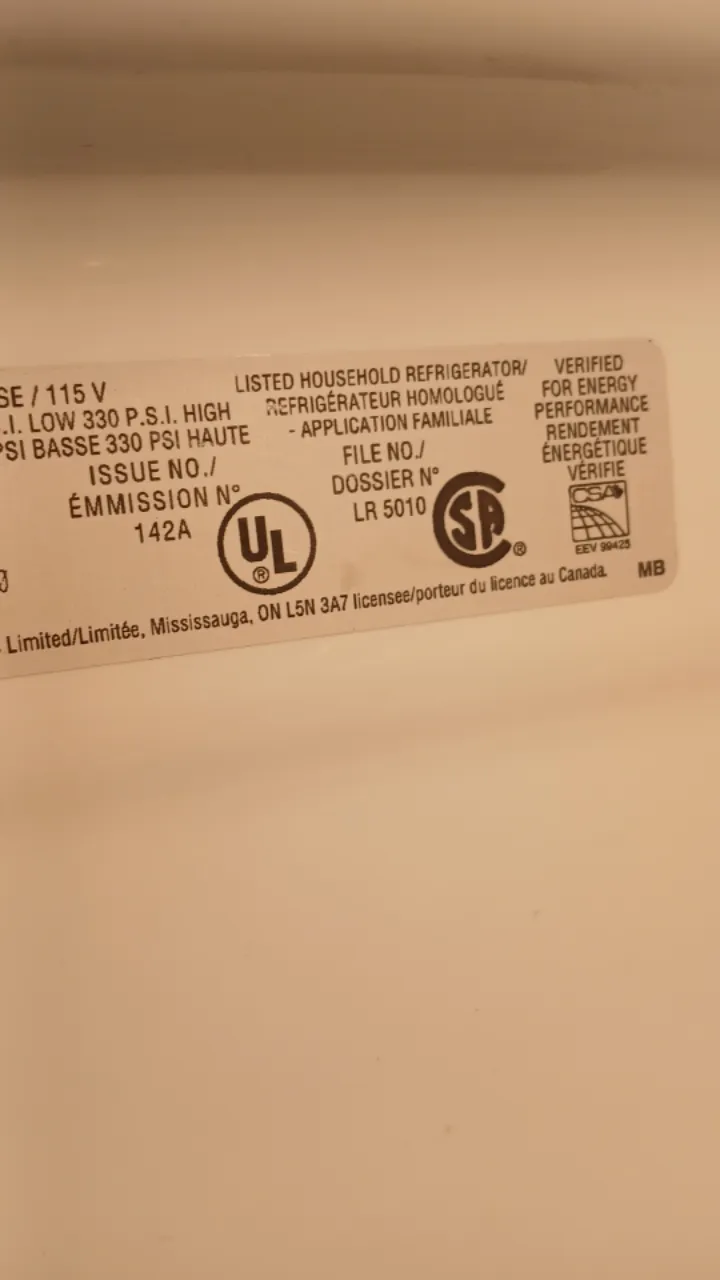 SE / 115 V
.I. LOW 330 P.S.I. HIGH
PSI BASSE 330 PSI HAUTE
ISSUE NO./
ÉMMISSION N°
142A
UL
®
LISTED HOUSEHOLD REFRIGERATOR/
REFRIGÉRATEUR HOMOLOGUÉ
- APPLICATION FAMILIALE
FILE NO./
DOSSIER N°
LR 5010
SA
®
VERIFIED
FOR ENERGY
PERFORMANCE
RENDEMENT
ÉNERGÉTIQUE
VÉRIFIE
CSA
EEV 99425
Limited/Limitée, Mississauga, ON L5N 3A7 licensee/porteur du licence au Canada.
MB